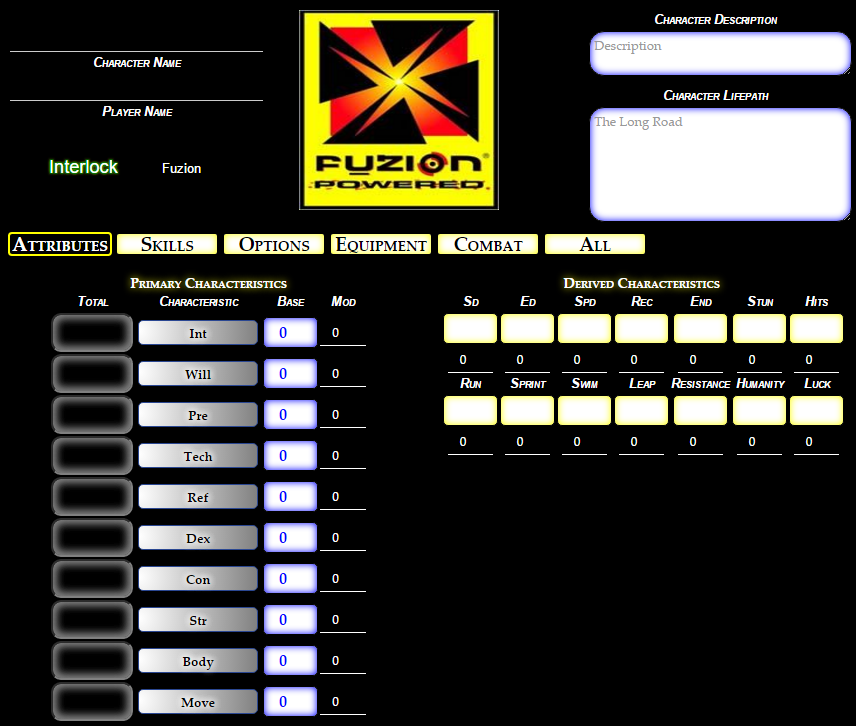 Character Name
Player Name
Interlock Fuzion
FUZION®
POWERED
Character Description
Description
Character Lifepath
The Long Road
Attributes Skills Options Equipment Combat All
Primary Characteristics
Total Characteristic Base Mod
Int 0 0
Will 0 0
Pre 0 0
Tech 0 0
Ref 0 0
Dex 0 0
Con 0 0
Str 0 0
Body 0 0
Move 0 0
Derived Characteristics
Sd Ed Spd Rec End Stun Hits
0 0 0 0 0 0 0
Run Sprint Swim Leap Resistance Humanity Luck
0 0 0 0 0 0 0